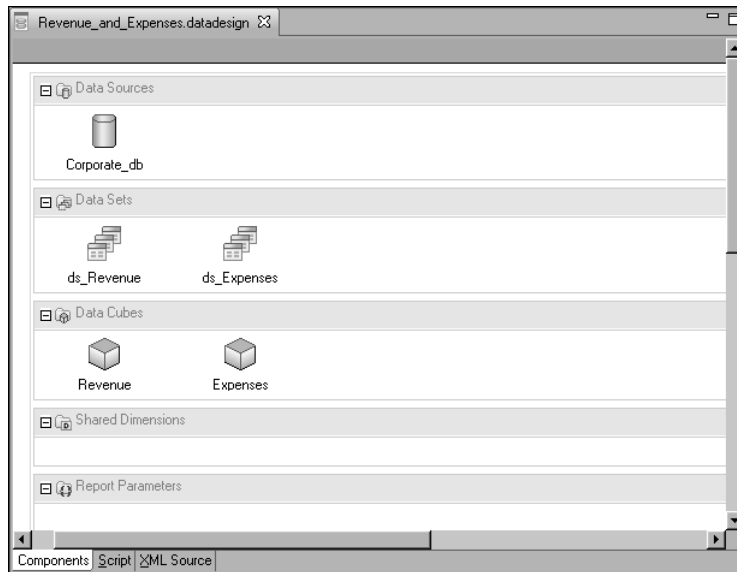 Revenue_and_Expenses.datadesign
Data Sources
Corporate_db
Data Sets
ds_Revenue ds_Expenses
Data Cubes
Revenue Expenses
Shared Dimensions
Report Parameters
Components Script XML Source